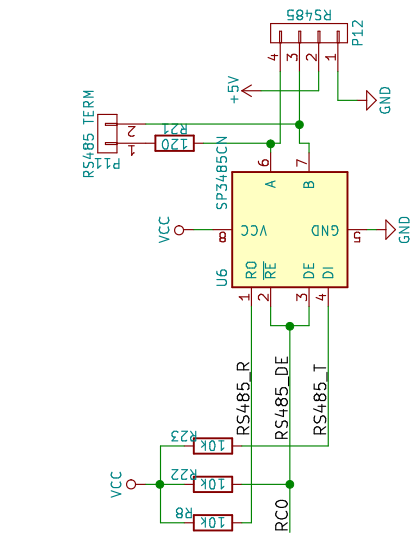 RS485
P12
4
3
2
1
+5V
GND
RS485 TERM
2
1
P11
R21
120
SP3485CN
6
7
A
B
VCC
8
VCC
GND
5
GND
U6
RO
RE
DE
DI
1
2
3
4
RS485_R
RS485_DE
RS485_T
R23
10k
VCC
R22
10k
R8
10k
RC0